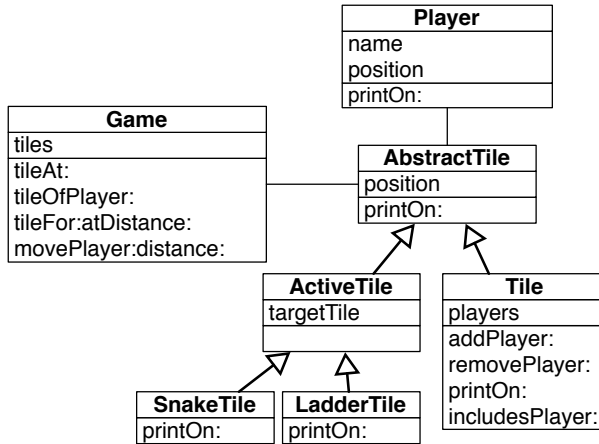 Player
name
position
printOn:
Game
tiles
tileAt:
tileOfPlayer:
tileFor:atDistance:
movePlayer:distance:
AbstractTile
position
printOn:
ActiveTile
targetTile
Tile
players
addPlayer:
removePlayer:
printOn:
includesPlayer:
SnakeTile
printOn:
LadderTile
printOn: